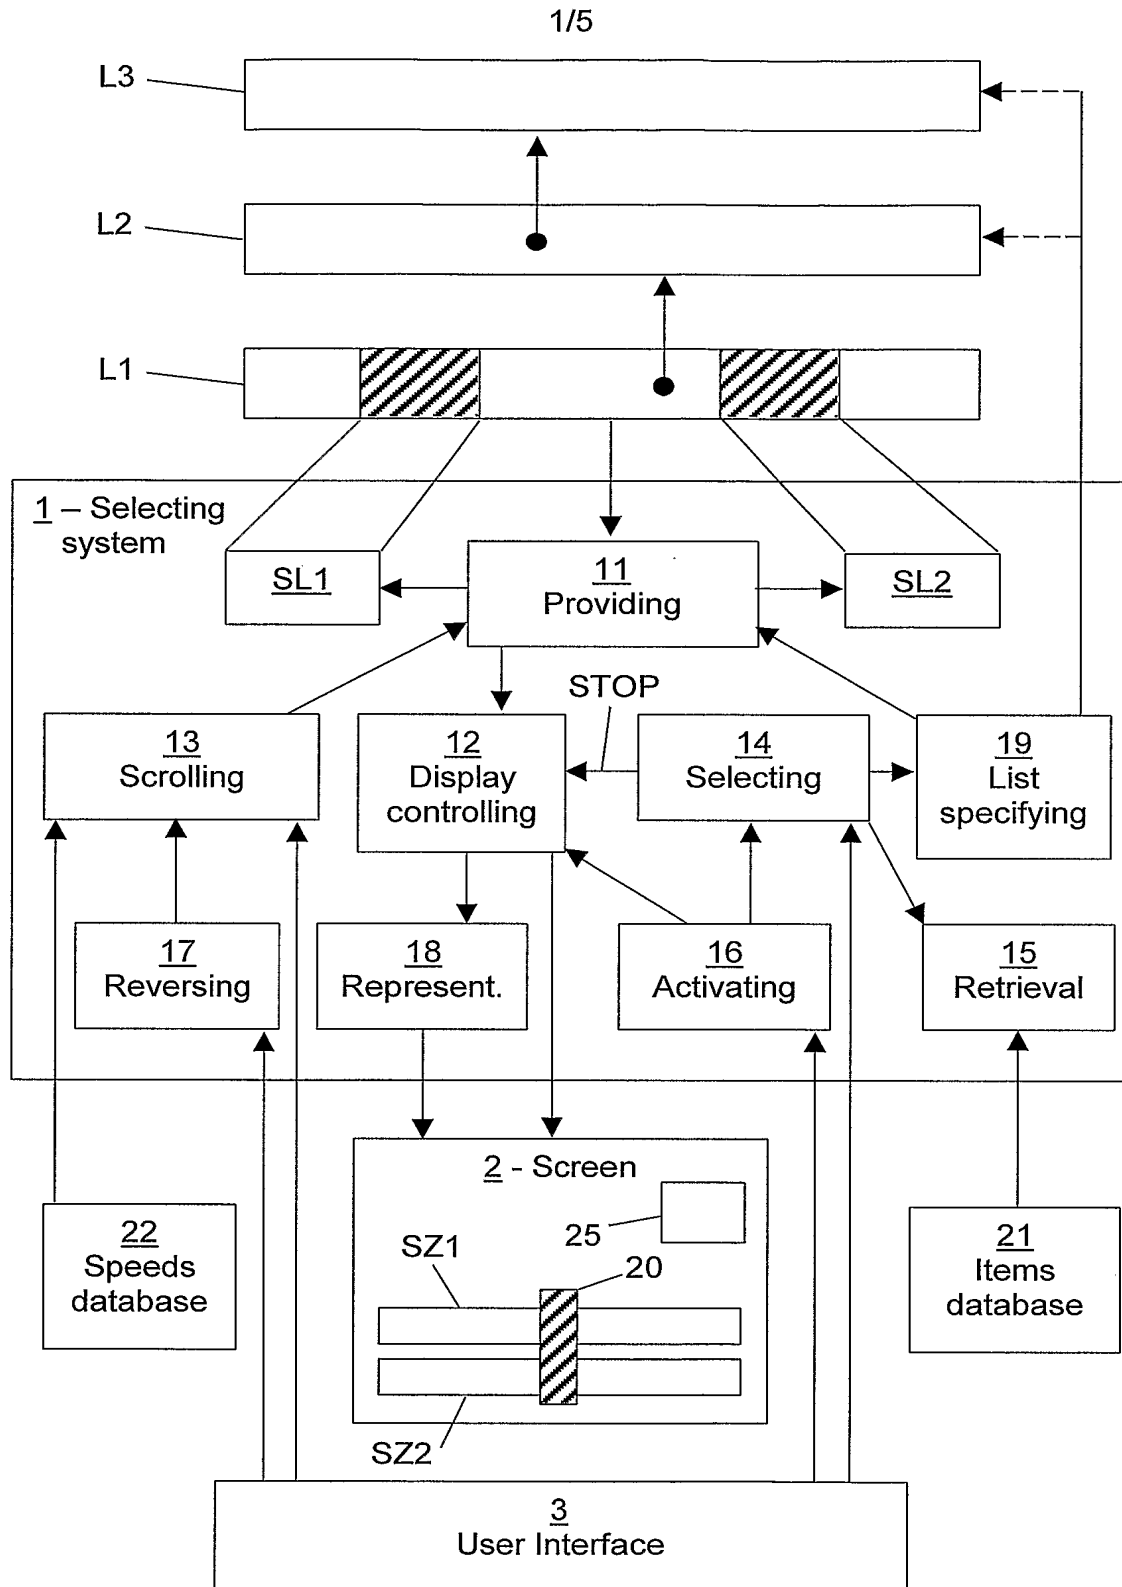 1/5
L3
L2
L1
1 – Selecting
system
SL1
11
Providing
SL2
STOP
13
Scrolling
12
Display
controlling
14
Selecting
19
List
specifying
17
Reversing
18
Represent.
16
Activating
15
Retrieval
2 - Screen
25
22
Speeds
database
SZ1
20
21
Items
database
SZ2
3
User Interface